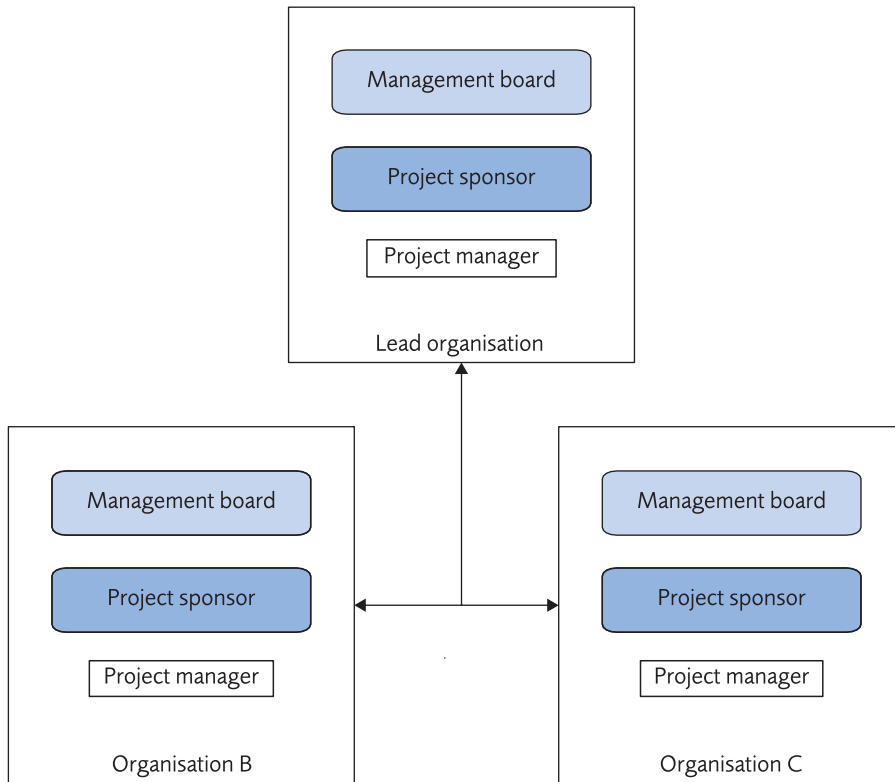 Management board
Project sponsor
Project manager
Lead organisation
Management board
Project sponsor
Project manager
Organisation B
Management board
Project sponsor
Project manager
Organisation C